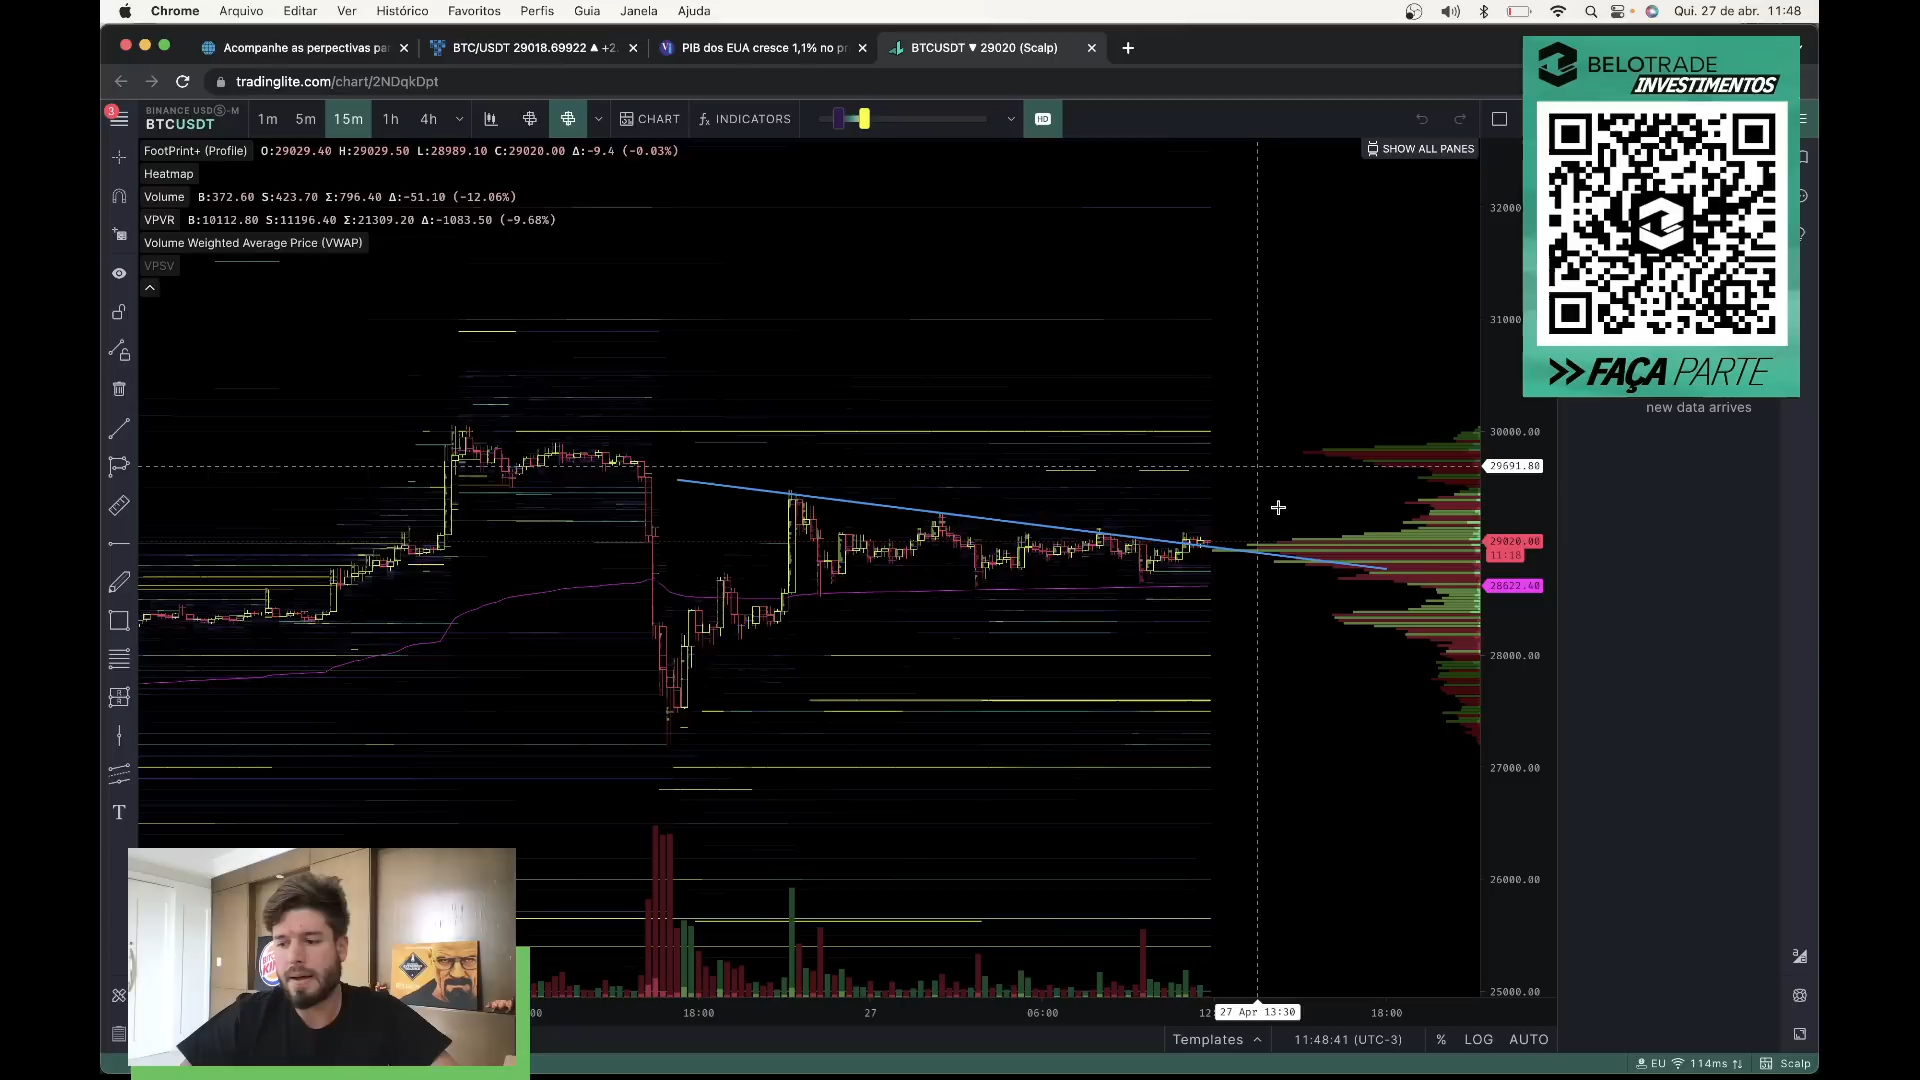 Chrome Arquivo Editar Ver Histórico Favoritos Perfis Guia Janela Ajuda Qui. 27 de abr. 11:48
Acompanhe as perpectivas pa BTC/USDT 29018.69922 ▲ +2. PIB dos EUA cresce 1,1% no pr BTCUSDT ▼ 29020 (Scalp)
tradinglite.com/chart/2NDqkDpt
BELOTRADE
INVESTIMENTOS
3
BINANCE USDⓈ-M
BTCUSDT
1m 5m 15m 1h 4h CHART fx INDICATORS HD
FootPrint+ (Profile) O:29029.40 H:29029.50 L:28989.10 C:29020.00 Δ:-9.4 (-0.03%)
SHOW ALL PANES
Heatmap
Volume B:372.60 S:423.70 Σ:796.40 Δ:-51.10 (-12.06%)
VPVR B:10112.80 S:11196.40 Σ:21309.20 Δ:-1083.50 (-9.68%)
Volume Weighted Average Price (VWAP)
VPSV
32000
31000
>>FAÇA PARTE
new data arrives
30000.00
29691.80
29020.00
11:18
28622.40
28000.00
27000.00
26000.00
25000.00
T
:00 18:00 27 06:00 12: 27 Apr 13:30 18:00
Templates 11:48:41 (UTC-3) % LOG AUTO
EU 114ms Scalp